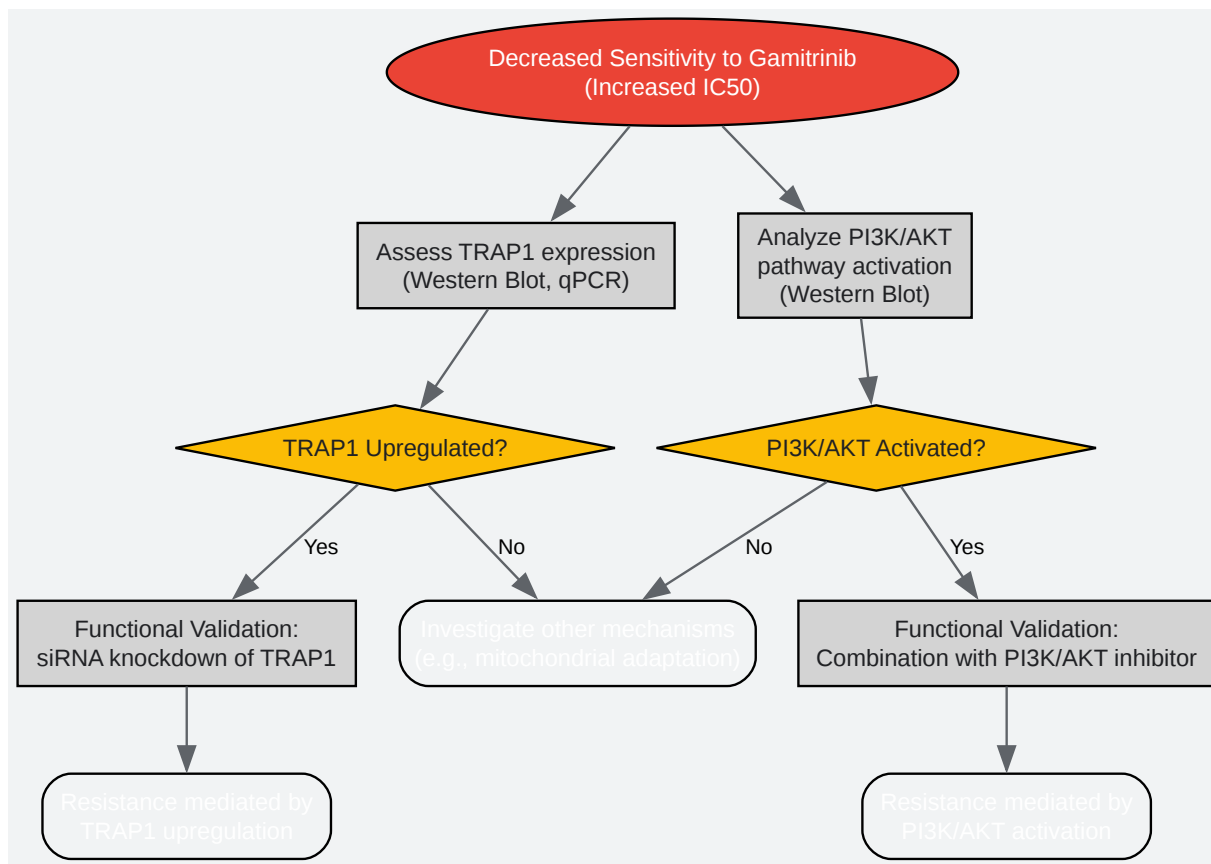 Decreased Sensitivity to Gamitrinib
(Increased IC50)
Assess TRAP1 expression
(Western Blot, qPCR)
Analyze PI3K/AKT
pathway activation
(Western Blot)
TRAP1 Upregulated?
PI3K/AKT Activated?
Yes
No
No
Yes
Functional Validation:
siRNA knockdown of TRAP1
Investigate other mechanisms
(e.g., mitochondrial adaptation)
Functional Validation:
Combination with PI3K/AKT inhibitor
Resistance mediated by
TRAP1 upregulation
Resistance mediated by
PI3K/AKT activation